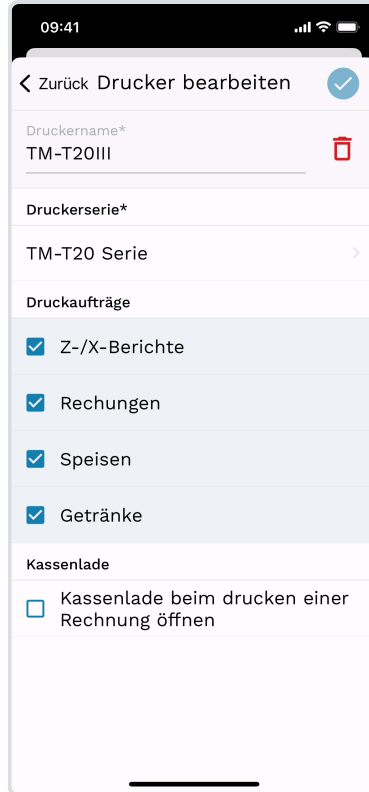 09:41
Zurück Drucker bearbeiten
Druckername*
TM-T20III
Druckerserie*
TM-T20 Serie
Druckaufträge
Z-/X-Berichte
Rechungen
Speisen
Getränke
Kassenlade
Kassenlade beim drucken einer
Rechnung öffnen